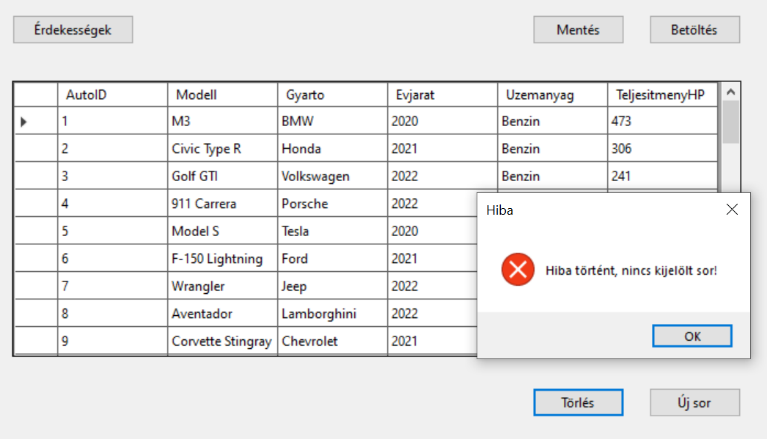 Érdekességek Mentés Betöltés
AutoID Modell Gyarto Evjarat Uzemanyag TeljesitmenyHP
1 M3 BMW 2020 Benzin 473
2 Civic Type R Honda 2021 Benzin 306
3 Golf GTI Volkswagen 2022 Benzin 241
4 911 Carrera Porsche 2022
Hiba
5 Model S Tesla 2020
6 F-150 Lightning Ford 2021
Hiba történt, nincs kijelölt sor!
7 Wrangler Jeep 2022
8 Aventador Lamborghini 2022
9 Corvette Stingray Chevrolet 2021
OK
Törlés Új sor